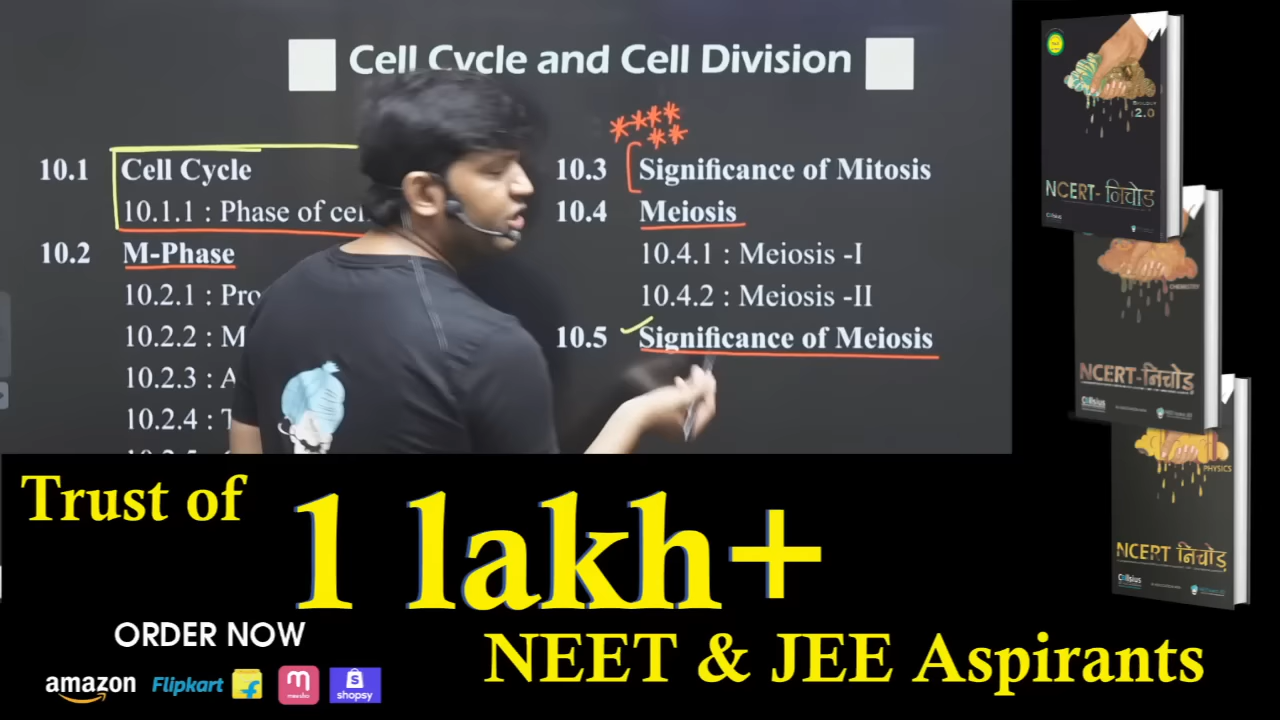 Cell Cycle and Cell Division
10.1 Cell Cycle
10.1.1 : Phase of
10.2 M-Phase
10.2.1 :
10.2.2 :
10.2.3 :
10.2.4 :
10.3 Significance of Mitosis
10.4 Meiosis
10.4.1 : Meiosis -I
10.4.2 : Meiosis -II
10.5 Significance of Meiosis
BIOLOGY
2.0
NCERT- निचोड़
CHEMISTRY
NCERT-निचोड़
PHYSICS
NCERT निचोड़
Trust of
1 lakh+
NEET & JEE Aspirants
ORDER NOW
amazon
Flipkart
shopsy